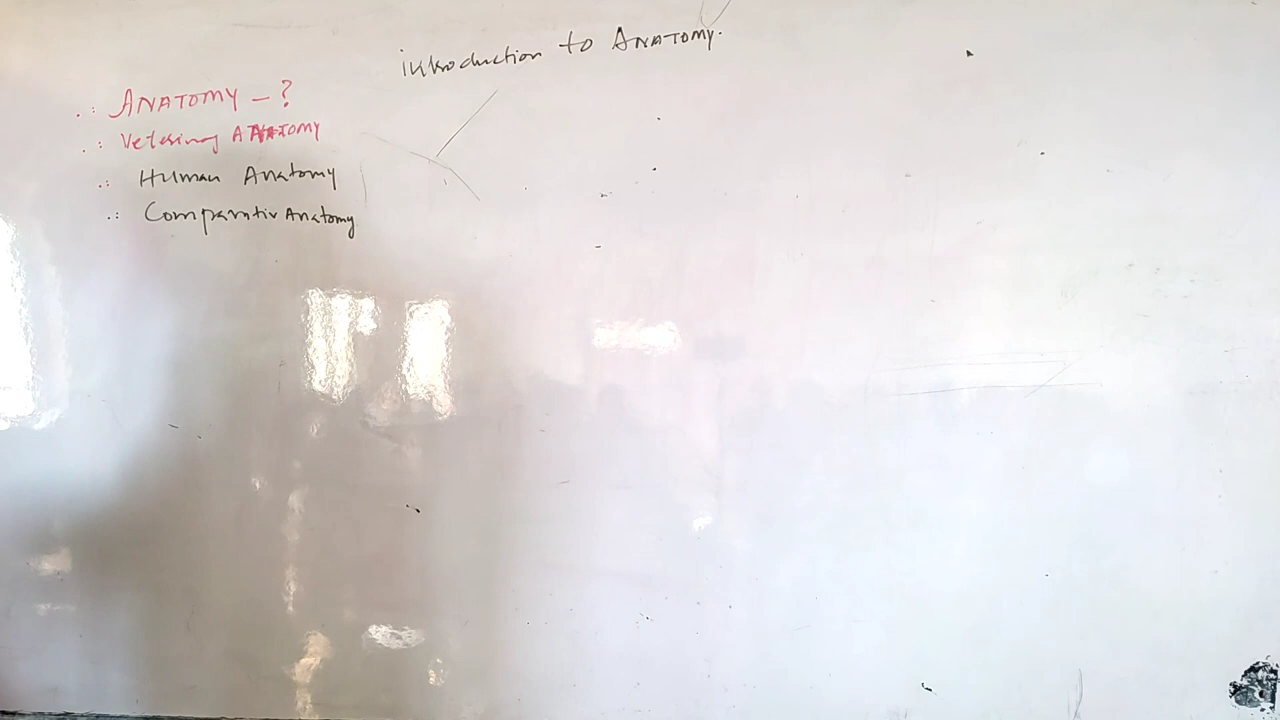 introduction to ANATOMY.
.: ANATOMY - ?
.: Veterinary ANATOMY
.: Human Anatomy
.: Comparativ Anatomy